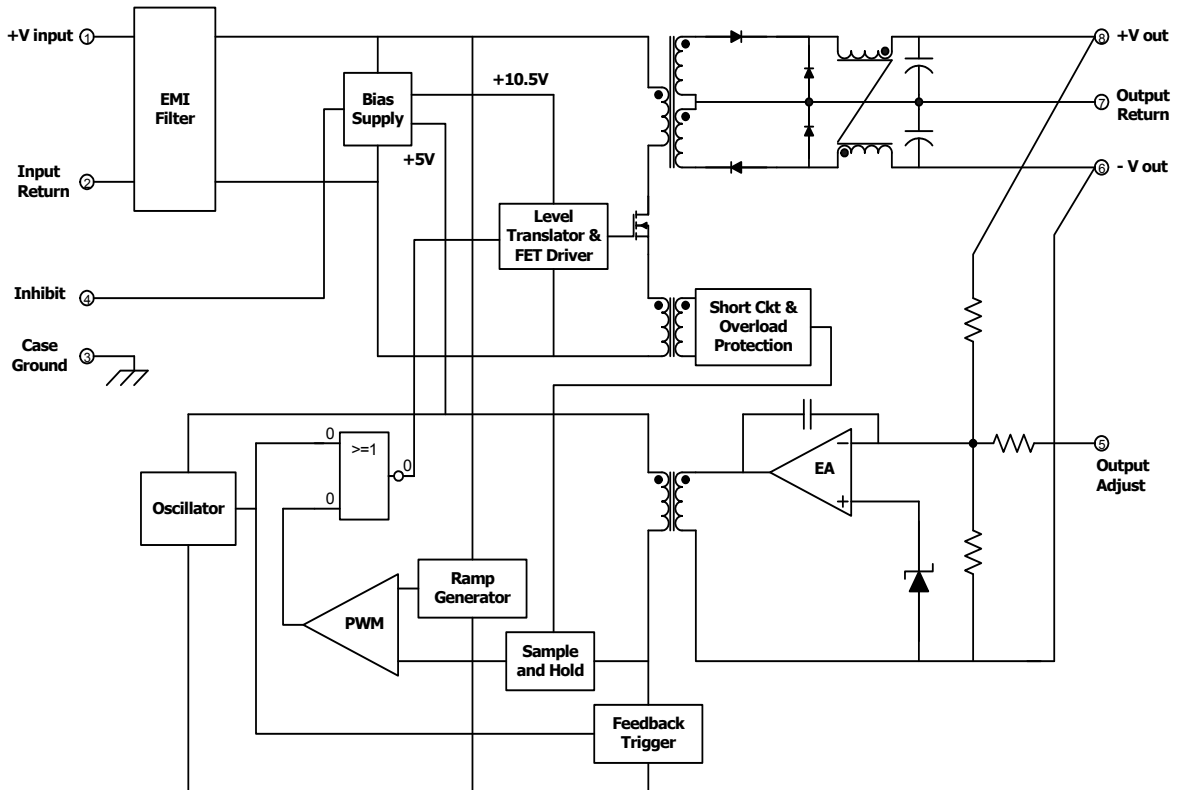 +V input
1
EMI
Filter
Input
Return
2
Bias
Supply
+10.5V
+5V
8
+V out
7
Output
Return
6
- V out
Level
Translator &
FET Driver
Inhibit
4
Case
Ground
3
Short Ckt &
Overload
Protection
0
>=1
0
0
Oscillator
EA
−
+
5
Output
Adjust
Ramp
Generator
PWM
Sample
and Hold
Feedback
Trigger